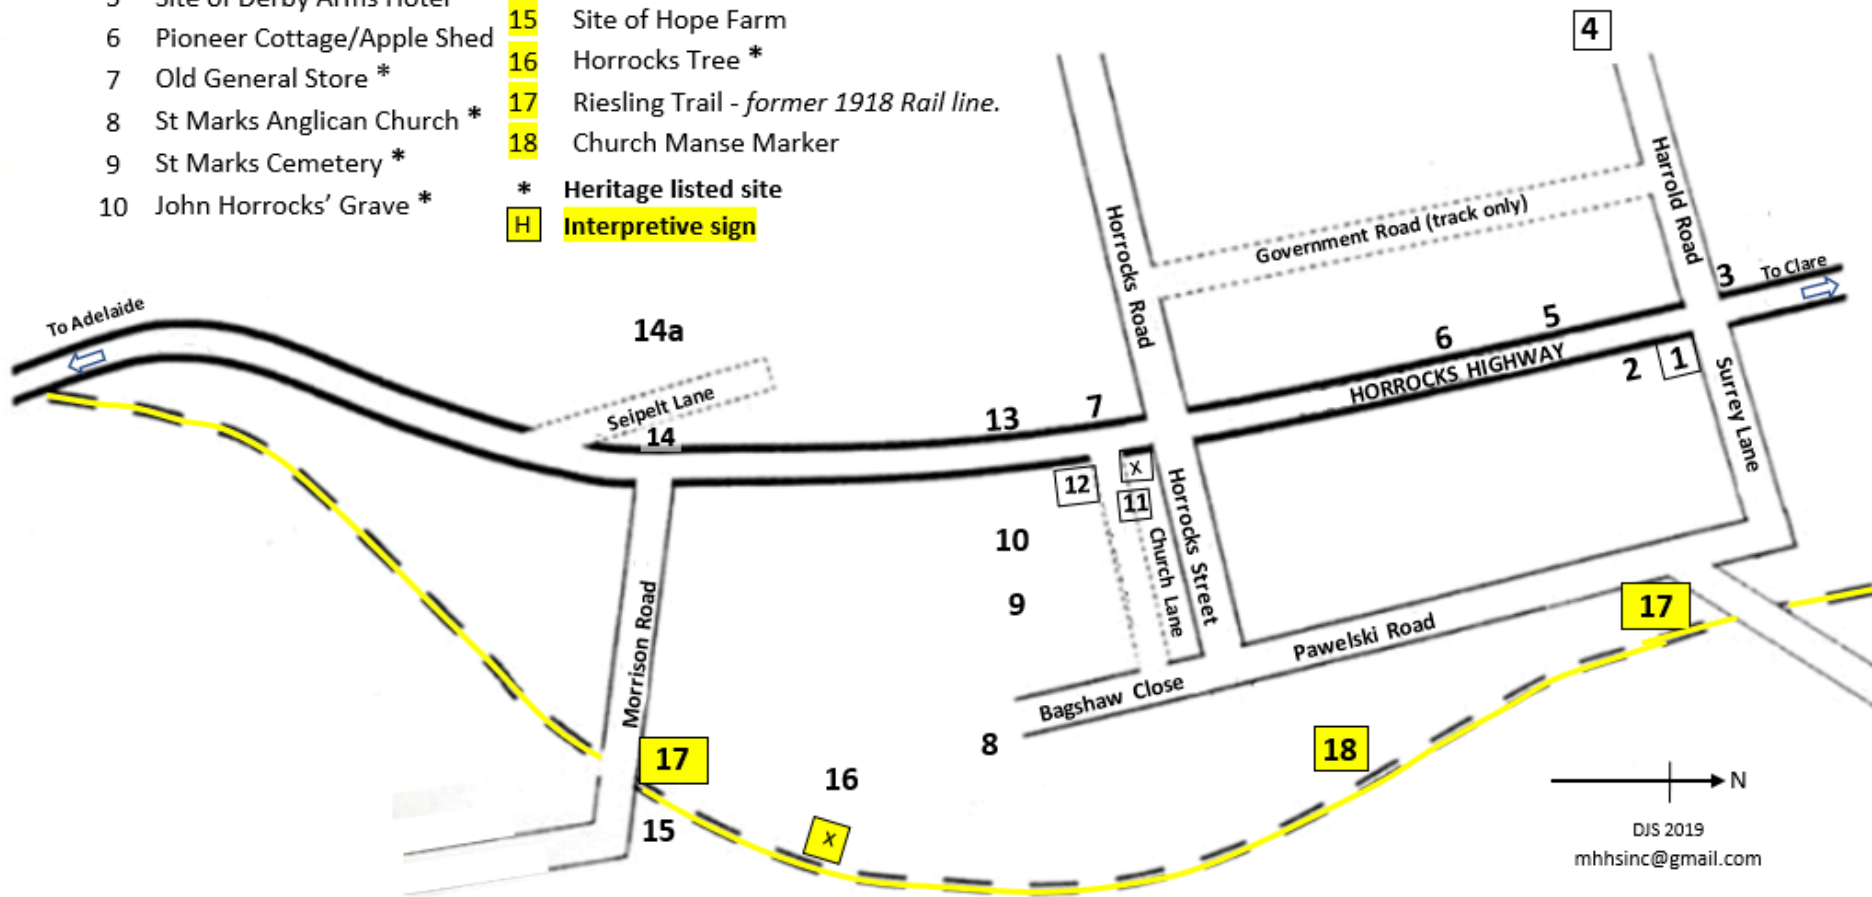 5 Site of Derby Arms Hotel
6 Pioneer Cottage/Apple Shed
7 Old General Store *
8 St Marks Anglican Church *
9 St Marks Cemetery *
10 John Horrocks' Grave *
15 Site of Hope Farm
16 Horrocks Tree *
17 Riesling Trail - former 1918 Rail line.
18 Church Manse Marker
* Heritage listed site
H Interpretive sign
4
Horrocks Road
Government Road (track only)
Harrold Road
3
To Clare
To Adelaide
14a
Seipelt Lane
14
13
7
6
5
HORROCKS HIGHWAY
2
1
Surrey Lane
12
X
11
Church Lane
Horrocks Street
10
9
Morrison Road
Pawelski Road
17
Bagshaw Close
8
18
17
16
15
X
N
DJS 2019
mhhsinc@gmail.com